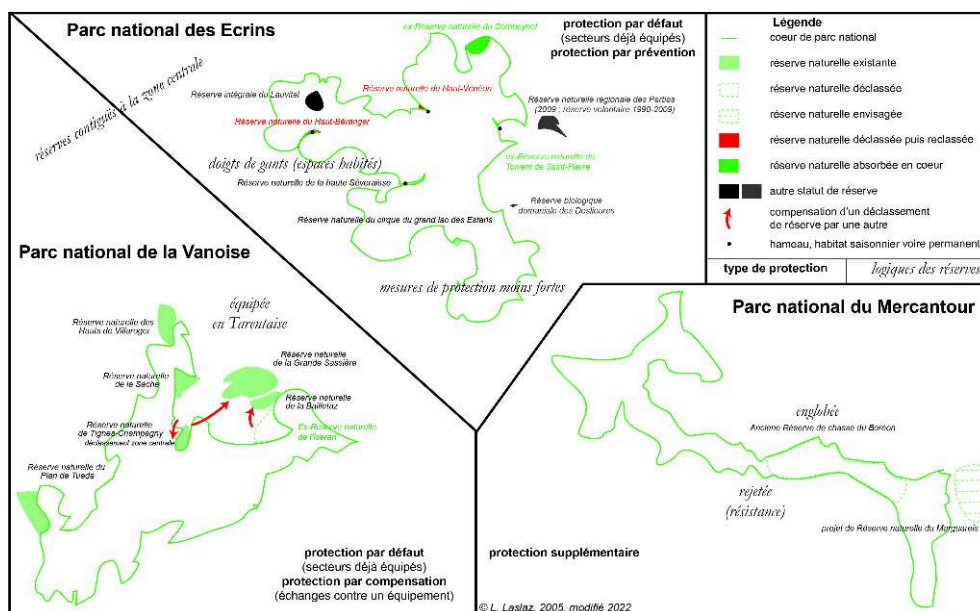 Parc national des Ecrins
réserves contiguës à la zone centrale
ex-Réserve naturelle du Combeynot
protection par défaut
(secteurs déjà équipés)
protection par prévention
Réserve intégrale du Lauvitel
Réserve naturelle du Haut-Vénéon
Réserve naturelle régionale des Partias
(2009 ; réserve volontaire 1990-2009)
Réserve naturelle du Haut-Béranger
doigts de gants (espaces habités)
ex-Réserve naturelle du
Torrent de Saint-Pierre
Réserve naturelle de la haute Séveraisse
Réserve biologique
domaniale des Deslioures
Réserve naturelle du cirque du grand lac des Estaris
mesures de protection moins fortes
Légende
coeur de parc national
réserve naturelle existante
réserve naturelle déclassée
réserve naturelle envisagée
réserve naturelle déclassée puis reclassée
réserve naturelle absorbée en coeur
autre statut de réserve
compensation d'un déclassement
de réserve par une autre
hameau, habitat saisonnier voire permanent
type de protection
logiques des réserves
Parc national de la Vanoise
équipée
en Tarentaise
Réserve naturelle des
Hauts de Villaroger
Réserve naturelle
de la Grande Sassière
Réserve naturelle
de la Sache
Réserve naturelle
de la Bailletaz
Réserve naturelle
de Tignes-Champagny
déclassement zone centrale
Ex-Réserve naturelle
de l'Iseran
Réserve naturelle du
Plan de Tueda
protection par défaut
(secteurs déjà équipés)
protection par compensation
(échanges contre un équipement)
Parc national du Mercantour
englobée
Ancienne Réserve de chasse du Boréon
rejetée
(résistance)
projet de Réserve naturelle du Marguareis
protection supplémentaire
© L. Laslaz, 2005, modifié 2022